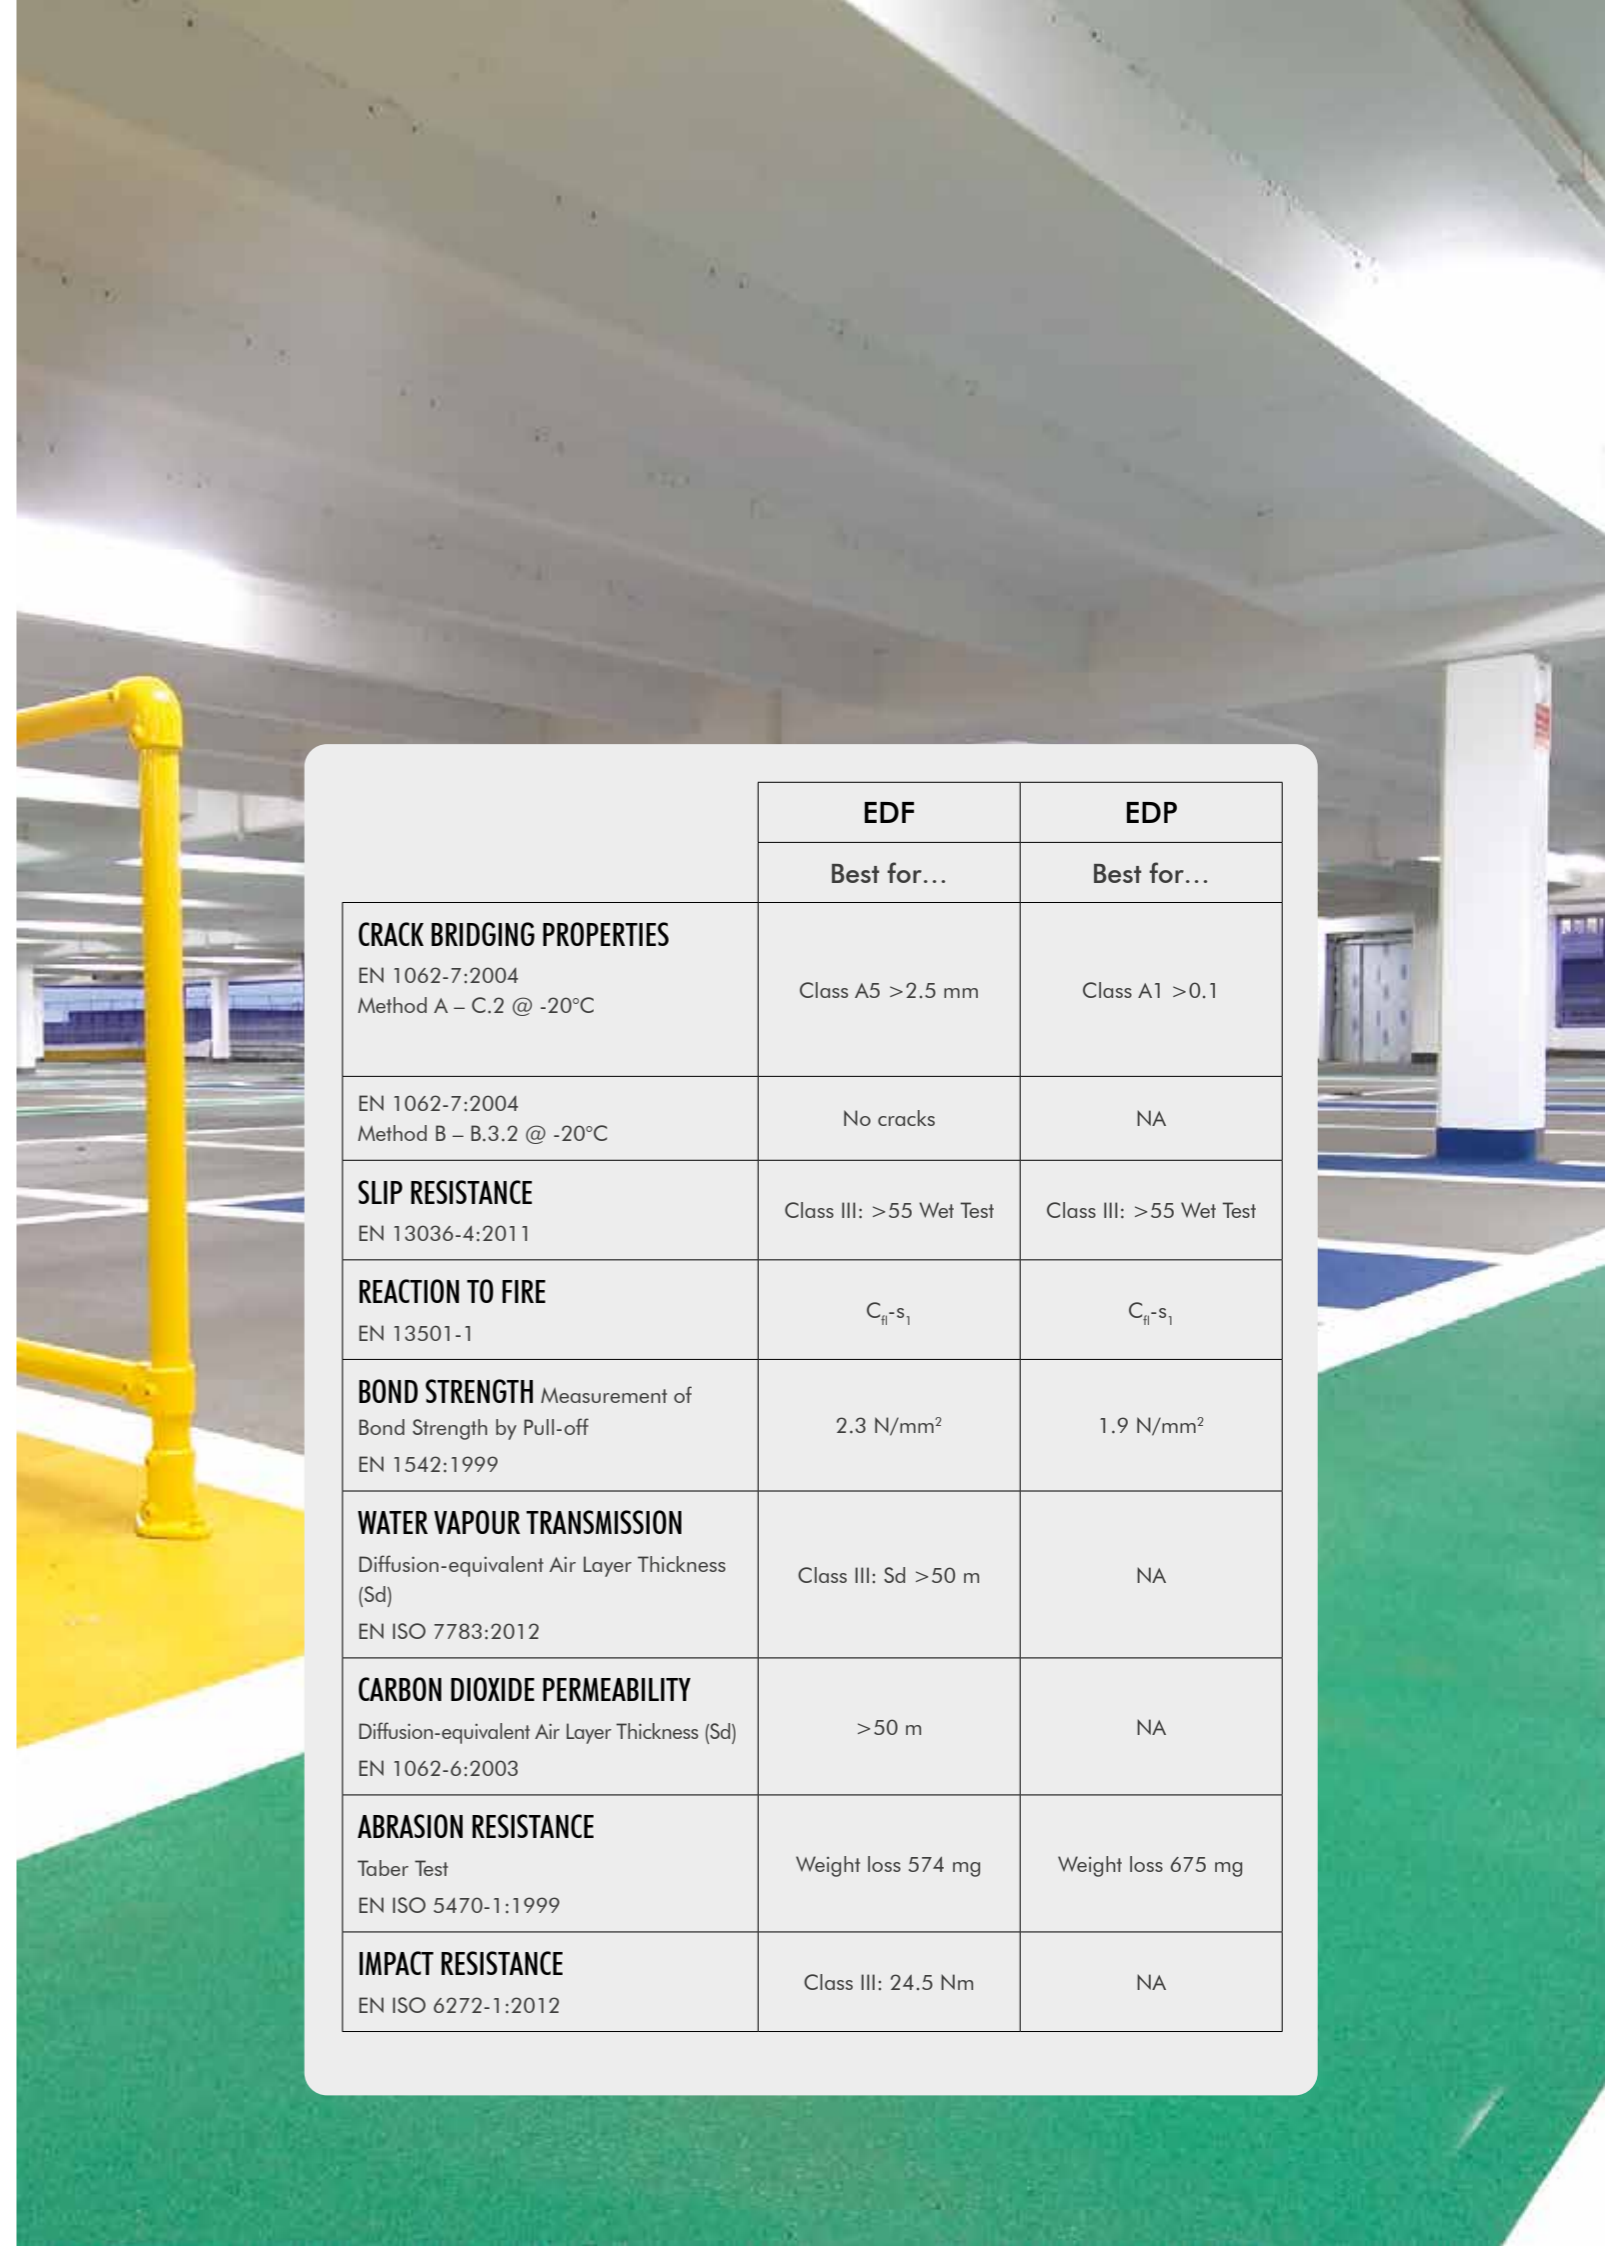 EDF EDP
Best for... Best for...
CRACK BRIDGING PROPERTIES
EN 1062-7:2004
Method A – C.2 @ -20°C
Class A5 >2.5 mm
Class A1 >0.1
EN 1062-7:2004
Method B – B.3.2 @ -20°C
No cracks
NA
SLIP RESISTANCE
EN 13036-4:2011
Class III: >55 Wet Test
Class III: >55 Wet Test
REACTION TO FIRE
EN 13501-1
Cfl-s1
Cfl-s1
BOND STRENGTH Measurement of
Bond Strength by Pull-off
EN 1542:1999
2.3 N/mm²
1.9 N/mm²
WATER VAPOUR TRANSMISSION
Diffusion-equivalent Air Layer Thickness
(Sd)
EN ISO 7783:2012
Class III: Sd >50 m
NA
CARBON DIOXIDE PERMEABILITY
Diffusion-equivalent Air Layer Thickness (Sd)
EN 1062-6:2003
>50 m
NA
ABRASION RESISTANCE
Taber Test
EN ISO 5470-1:1999
Weight loss 574 mg
Weight loss 675 mg
IMPACT RESISTANCE
EN ISO 6272-1:2012
Class III: 24.5 Nm
NA